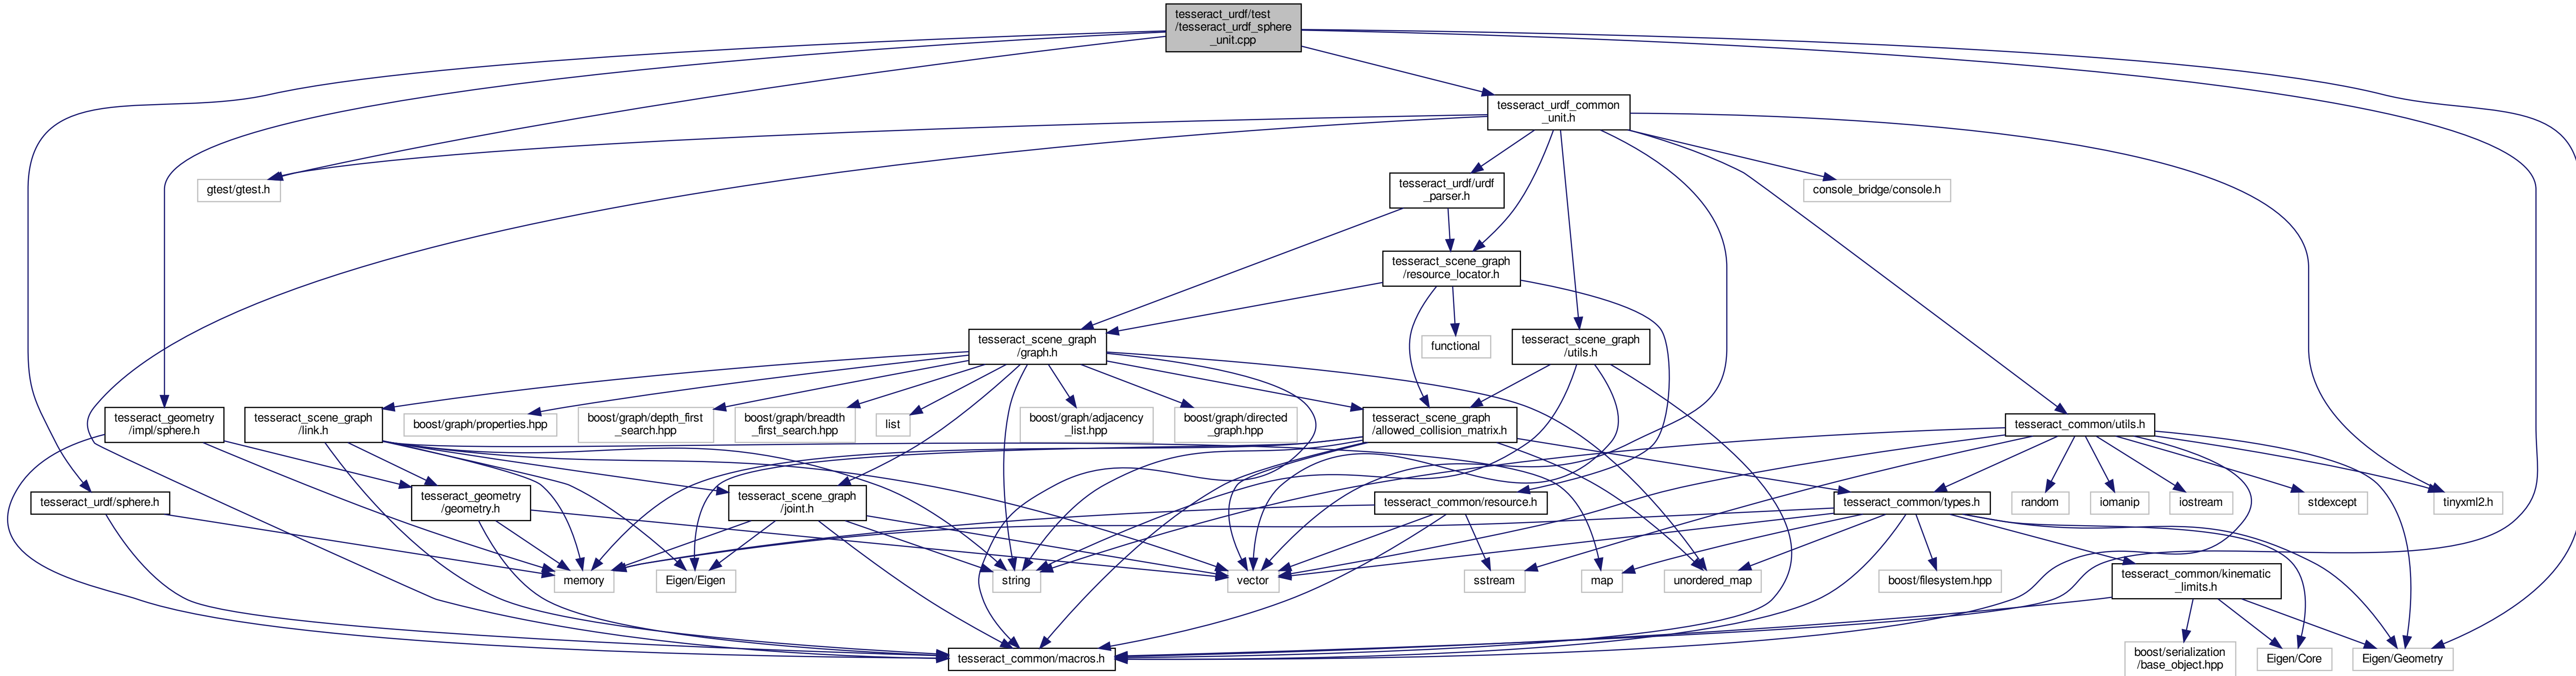 tesseract_urdf/test
/tesseract_urdf_sphere
_unit.cpp
tesseract_urdf_common
_unit.h
gtest/gtest.h
tesseract_urdf/urdf
_parser.h
console_bridge/console.h
tesseract_scene_graph
/resource_locator.h
tesseract_scene_graph
/graph.h
functional
tesseract_scene_graph
/utils.h
tesseract_geometry
/impl/sphere.h
tesseract_scene_graph
/link.h
boost/graph/properties.hpp
boost/graph/depth_first
_search.hpp
boost/graph/breadth
_first_search.hpp
list
boost/graph/adjacency
_list.hpp
boost/graph/directed
_graph.hpp
tesseract_scene_graph
/allowed_collision_matrix.h
tesseract_common/utils.h
tesseract_urdf/sphere.h
tesseract_geometry
/geometry.h
tesseract_scene_graph
/joint.h
tesseract_common/resource.h
tesseract_common/types.h
random
iomanip
iostream
stdexcept
tinyxml2.h
memory
Eigen/Eigen
string
vector
sstream
map
unordered_map
boost/filesystem.hpp
tesseract_common/kinematic
_limits.h
tesseract_common/macros.h
boost/serialization
/base_object.hpp
Eigen/Core
Eigen/Geometry